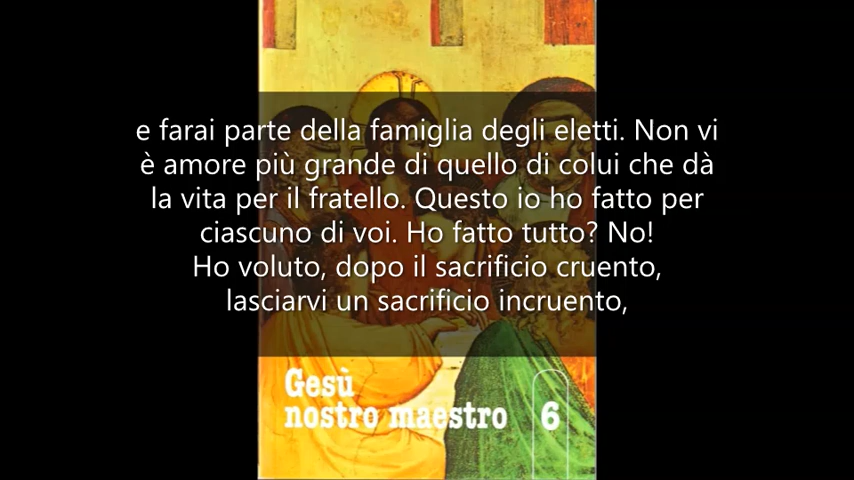 e farai parte della famiglia degli eletti. Non vi
è amore più grande di quello di colui che dà
la vita per il fratello. Questo io ho fatto per
ciascuno di voi. Ho fatto tutto? No!
Ho voluto, dopo il sacrificio cruento,
lasciarvi un sacrificio incruento,
Gesù
nostro maestro
6